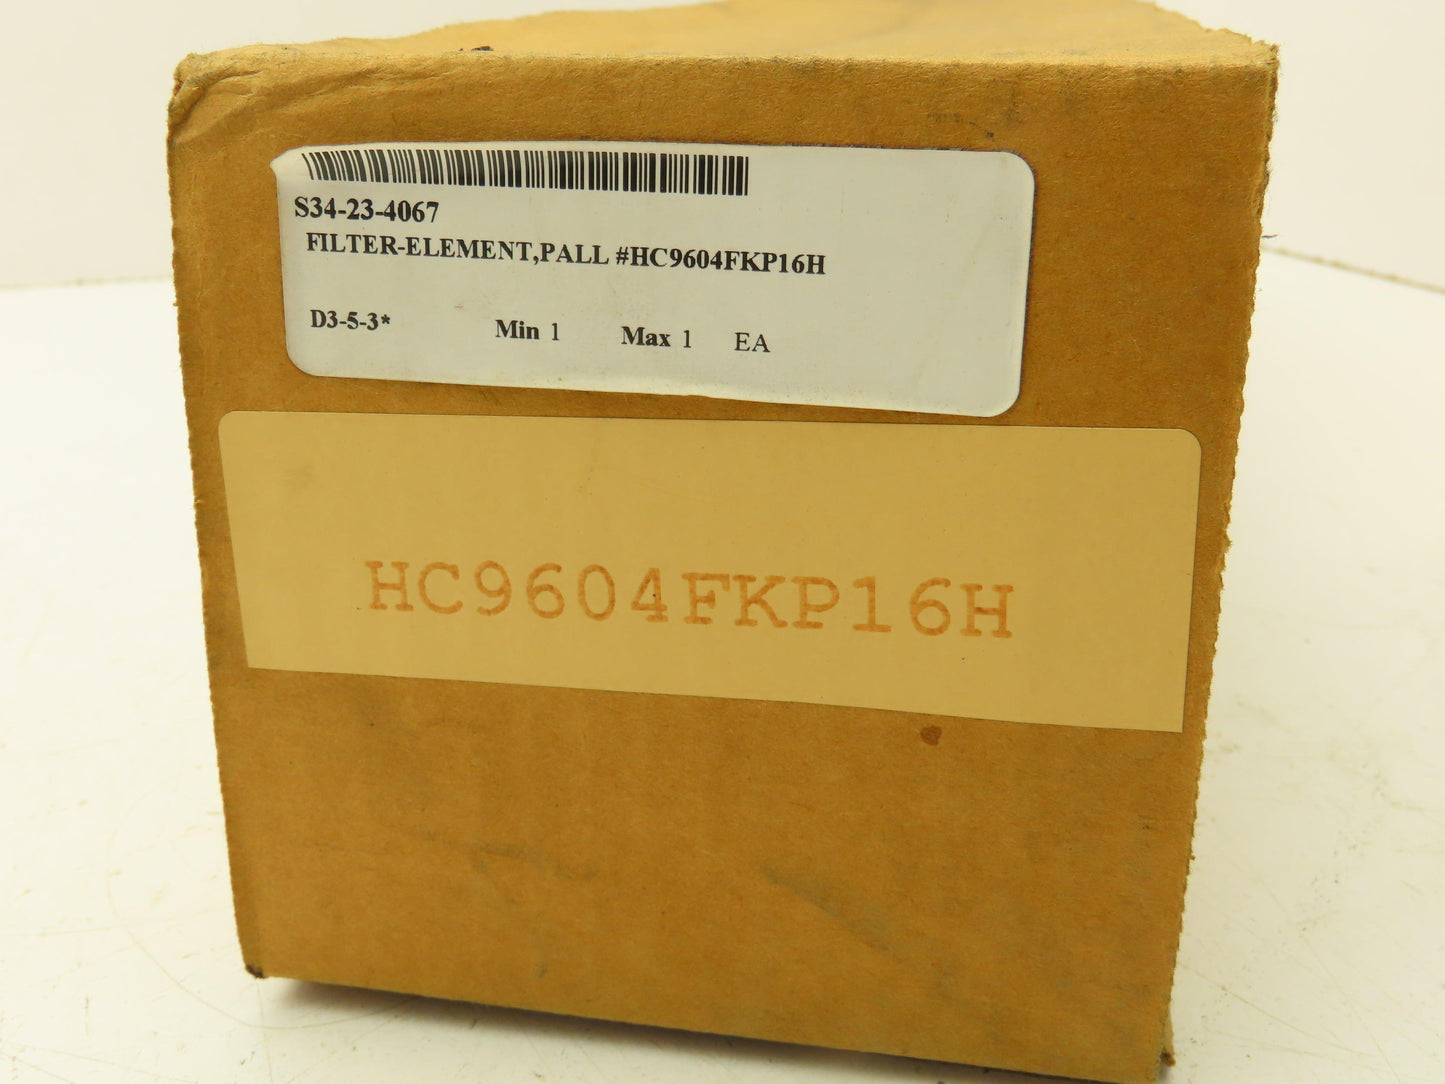 S34-23-4067
FILTER-ELEMENT,PALL #HC9604FKP16H
D3-5-3* Min 1 Max 1 EA
HC9604FKP16H